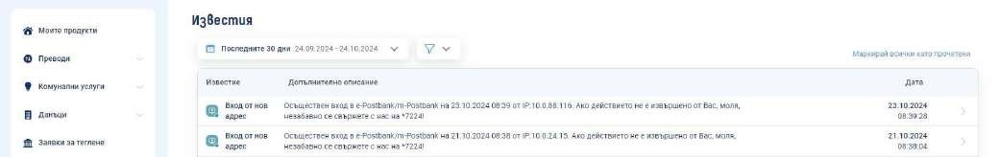 Известия
Моите продукти
Преводи
Комунални услуги
Данъци
Заявки за теглене
Последните 30 дни 24.09.2024 - 24.10.2024
Маркирай всички като прочетени
Известие Допълнително описание Дата
Вход от нов адрес
Осъществен вход в e-Postbank/m-Postbank на 23.10.2024 08:39 от IP:10.0.88.116. Ако действието не е извършено от Вас, моля,
незабавно се свържете с нас на *7224!
23.10.2024
08:39:28
Вход от нов адрес
Осъществен вход в e-Postbank/m-Postbank на 21.10.2024 08:38 от IP:10.0.24.15. Ако действието не е извършено от Вас, моля,
незабавно се свържете с нас на *7224!
21.10.2024
08:38:04